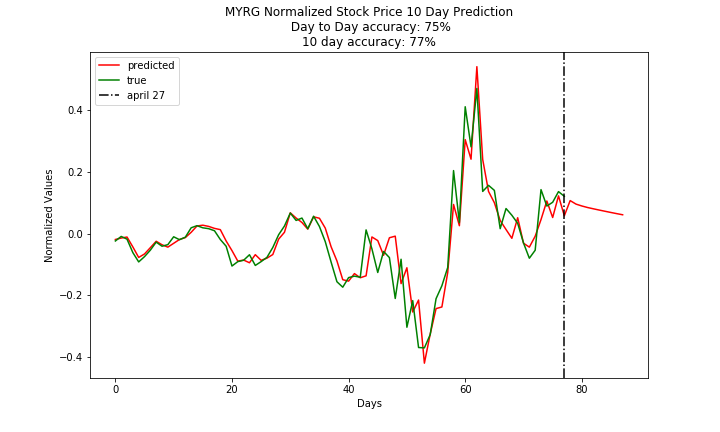 MYRG Normalized Stock Price 10 Day Prediction
Day to Day accuracy: 75%
10 day accuracy: 77%
predicted
true
april 27
Normalized Values
0.4
0.2
0.0
−0.2
−0.4
0
20
40
60
80
Days